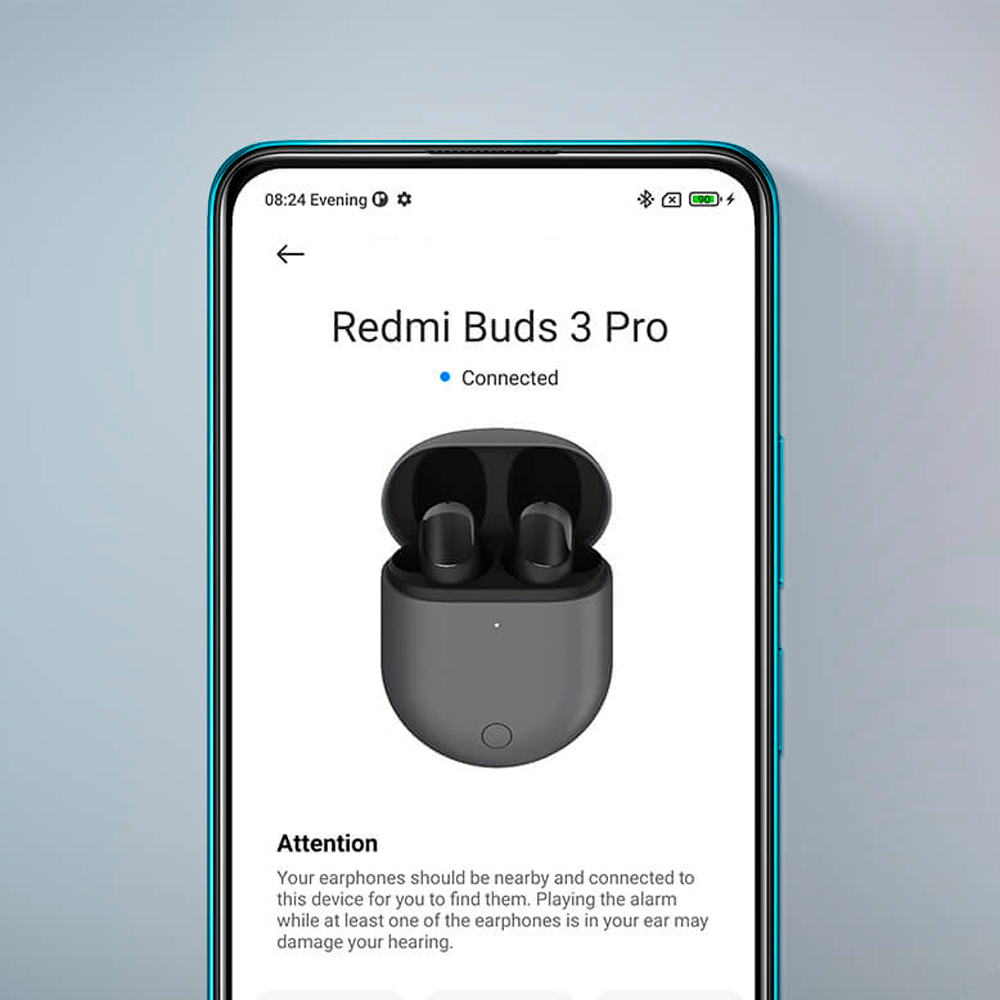 08:24 Evening
90
Redmi Buds 3 Pro
Connected
Attention
Your earphones should be nearby and connected to
this device for you to find them. Playing the alarm
while at least one of the earphones is in your ear may
damage your hearing.